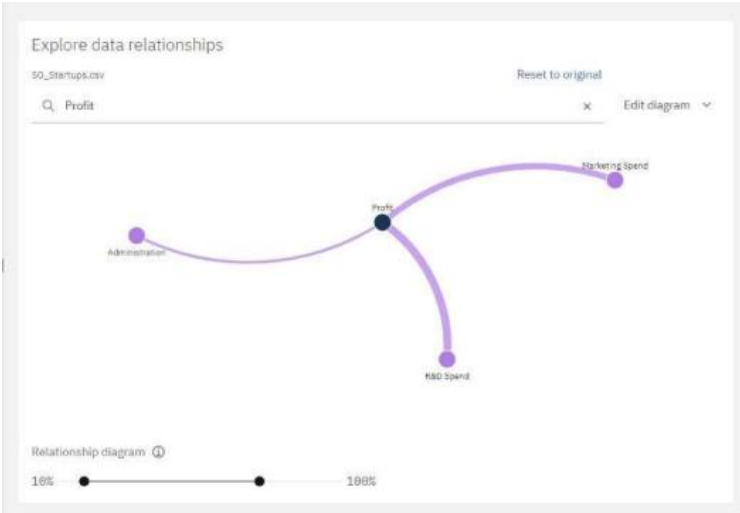 Explore data relationships
50_Startups.csv
Reset to original
Profit
×
Edit diagram
Marketing Spend
Profit
Administration
R&D Spend
Relationship diagram
10%
100%